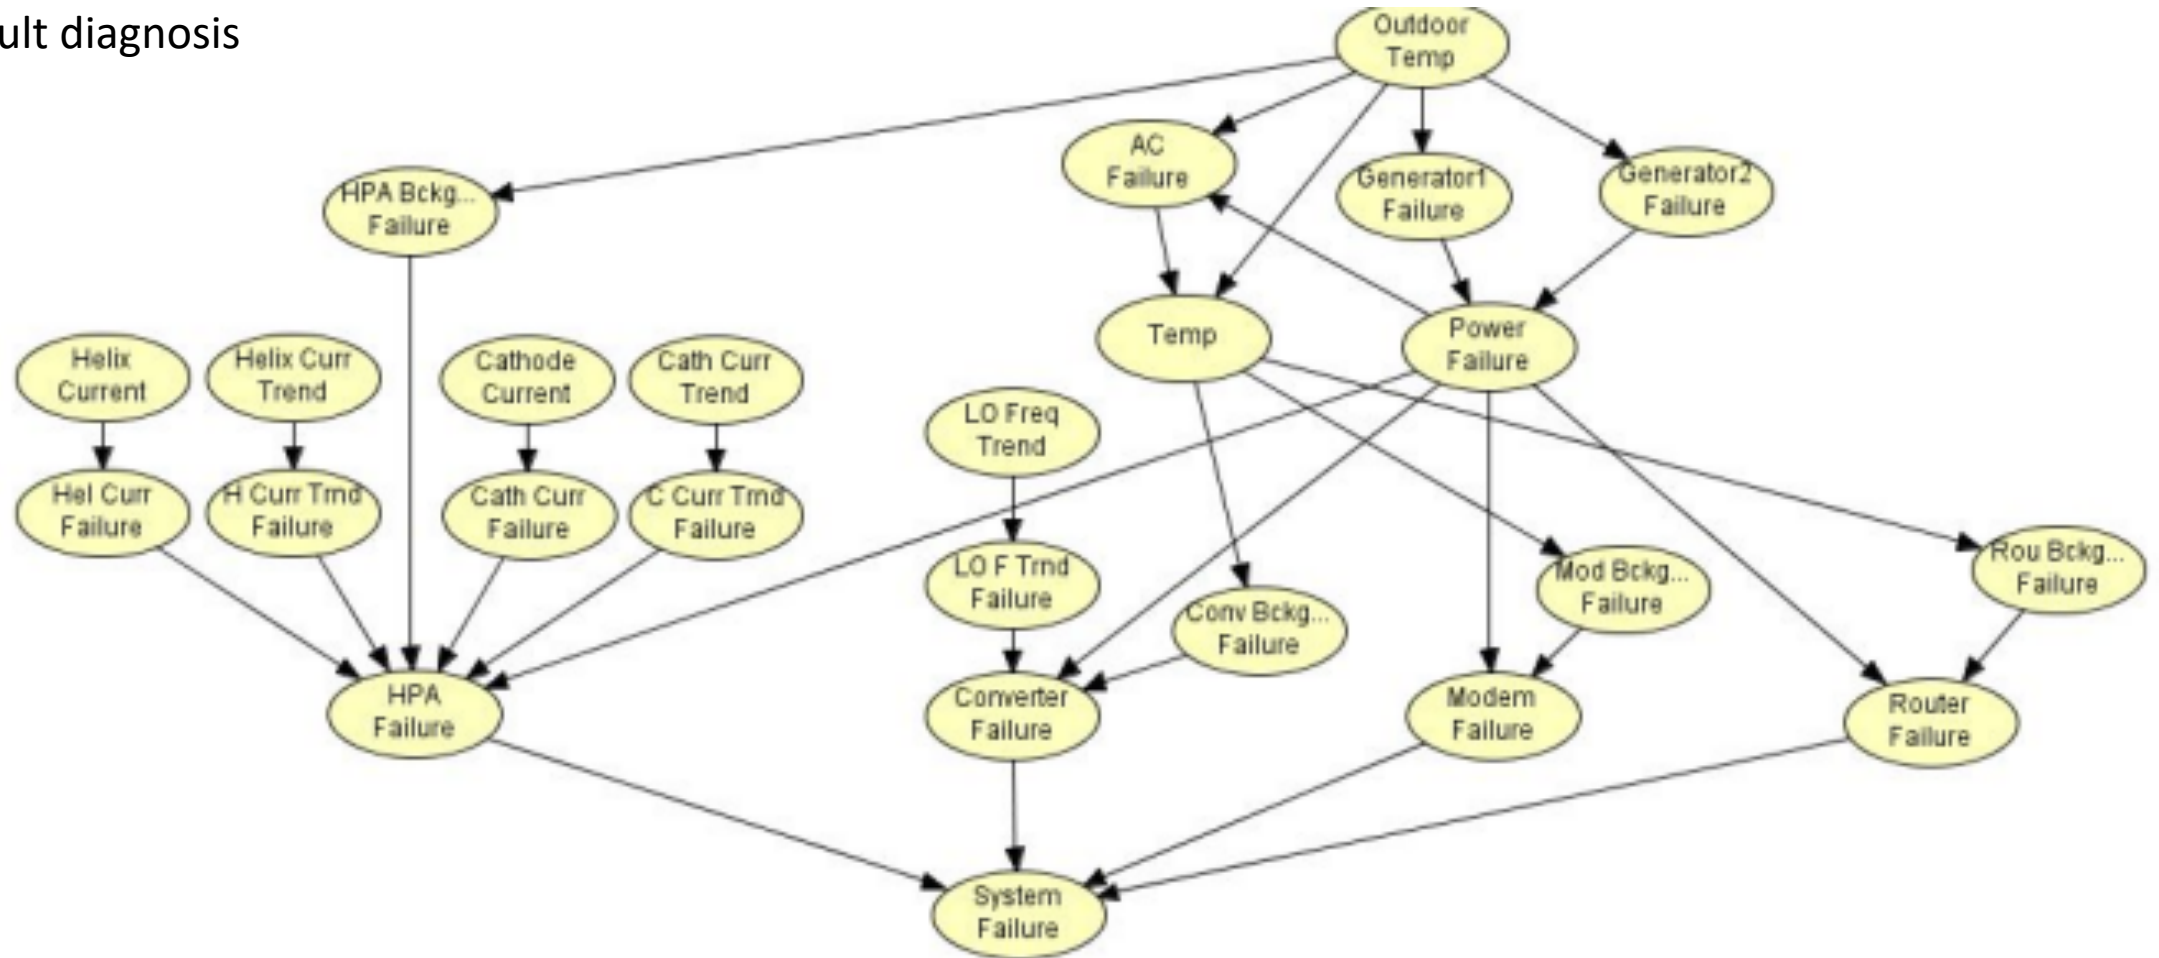 ult diagnosis
Outdoor
Temp
AC
Failure
Generator1
Failure
Generator2
Failure
HPA Bckg...
Failure
Temp
Power
Failure
Helix
Current
Helix Curr
Trend
Cathode
Current
Cath Curr
Trend
LO Freq
Trend
Hel Curr
Failure
H Curr Trnd
Failure
Cath Curr
Failure
C Curr Trnd
Failure
LO F Trnd
Failure
Conv Bckg...
Failure
Mod Bckg...
Failure
Rou Bckg...
Failure
HPA
Failure
Converter
Failure
Modem
Failure
Router
Failure
System
Failure